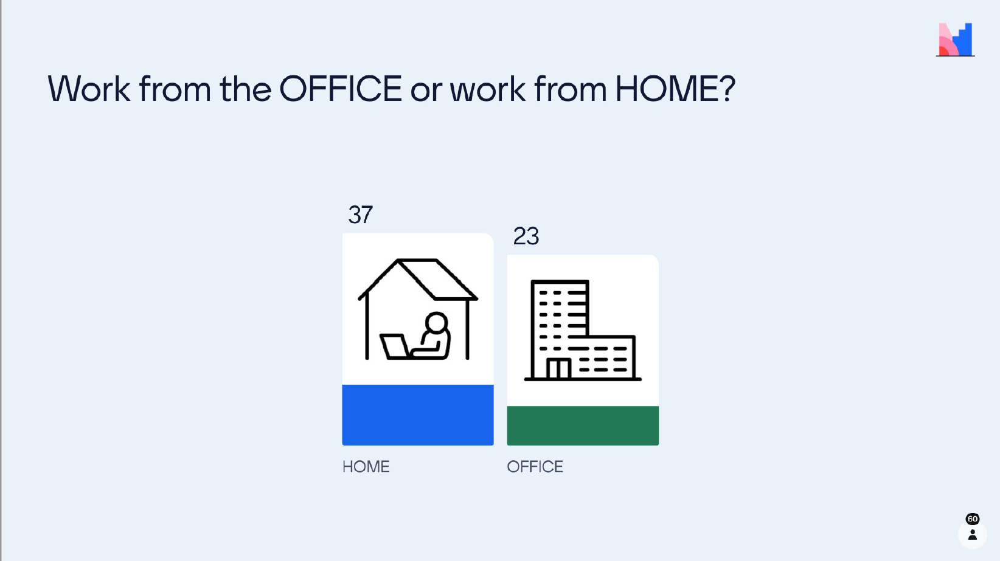 Work from the OFFICE or work from HOME?
37
23
HOME
OFFICE
60